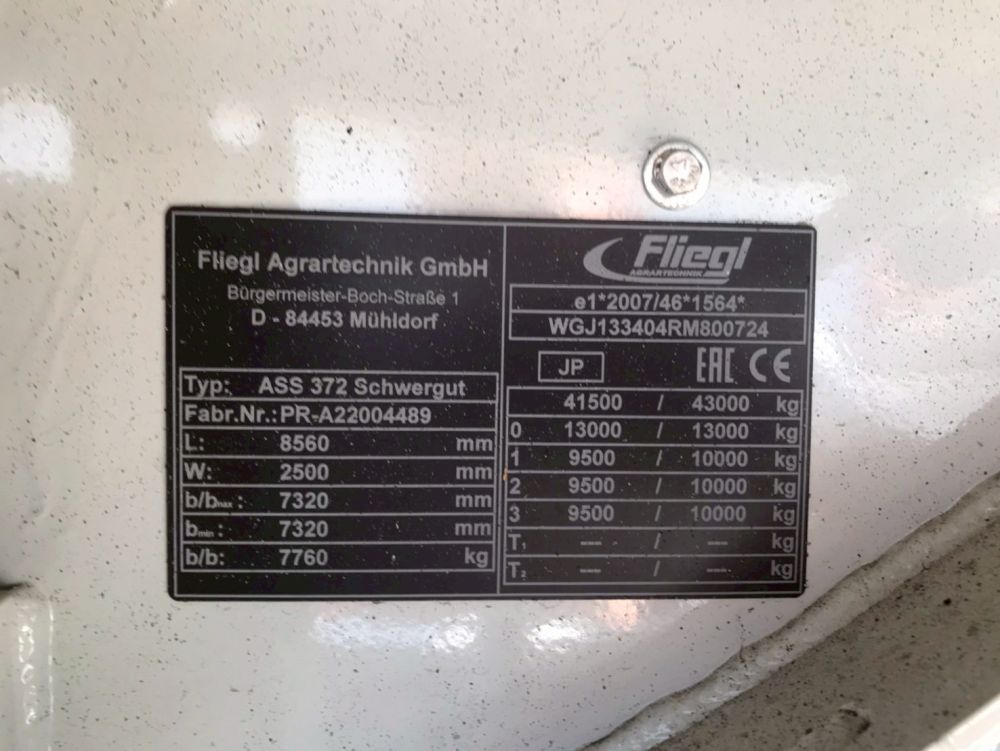 Fliegl Agrartechnik GmbH
Bürgermeister-Boch-Straße 1
D - 84453 Mühldorf
Typ: ASS 372 Schwergut
Fabr.Nr.: PR-A22004489
L: 8560 mm
W: 2500 mm
b/bmax : 7320 mm
bmin : 7320 mm
b/b: 7760 kg
Fliegl
AGRARTECHNIK
e1*2007/46*1564*
WGJ133404RM800724
JP EAC CE
41500 / 43000 kg
0 13000 / 13000 kg
1 9500 / 10000 kg
2 9500 / 10000 kg
3 9500 / 10000 kg
T1 --- / --- kg
T2 --- / --- kg